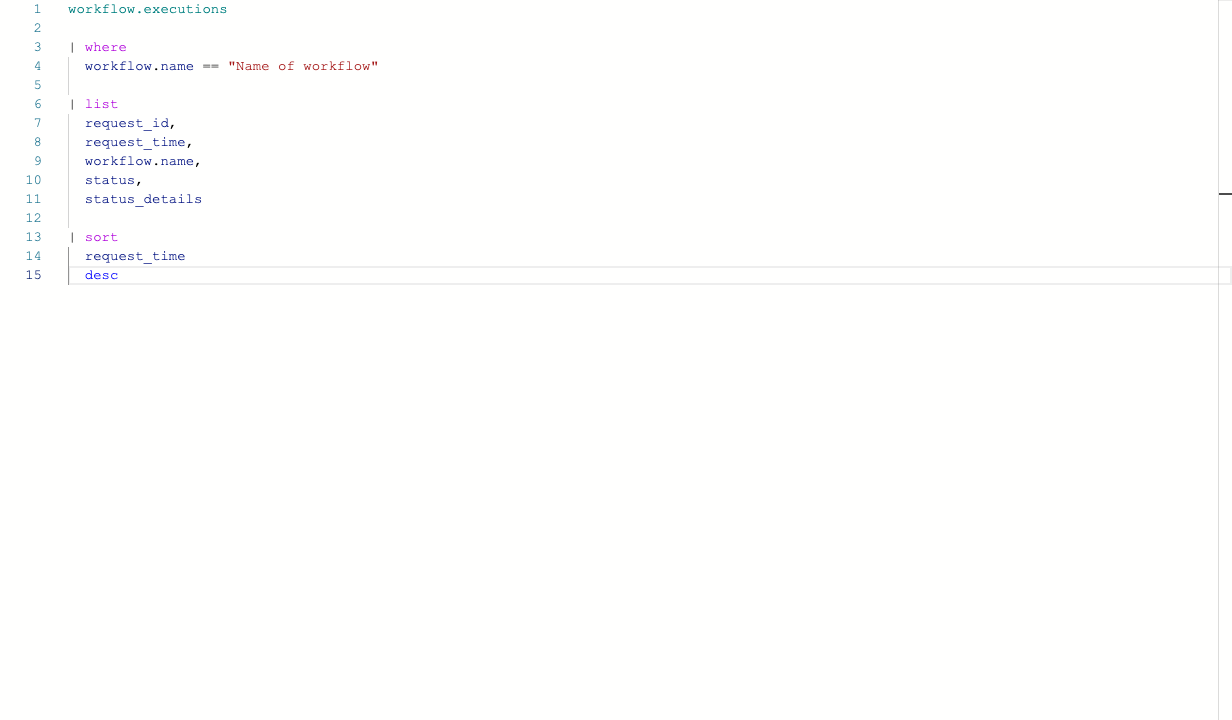 1 workflow.executions
2
3 | where
4 workflow.name == "Name of workflow"
5
6 | list
7 request_id,
8 request_time,
9 workflow.name,
10 status,
11 status_details
12
13 | sort
14 request_time
15 desc